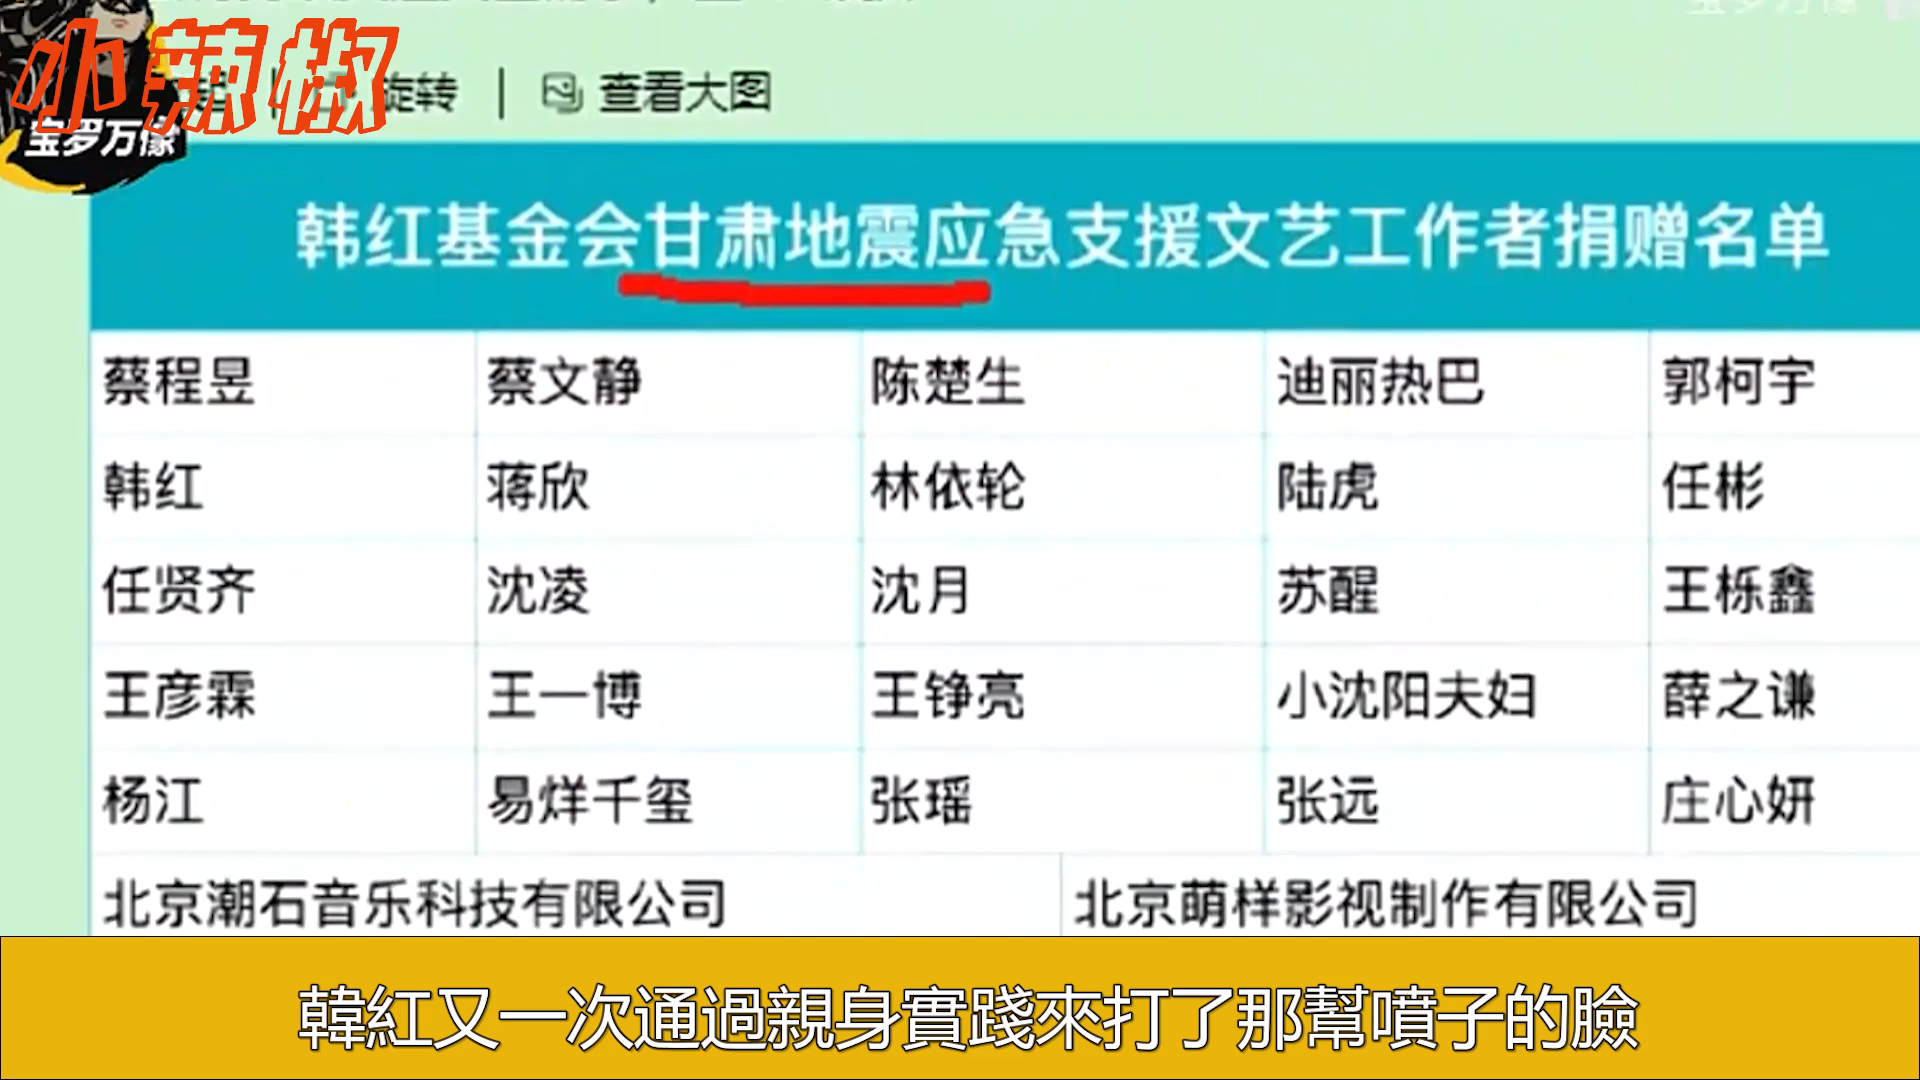 小辣椒
宝罗万像
旋转 | 查看大图
韩红基金会甘肃地震应急支援文艺工作者捐赠名单
蔡程昱 蔡文静 陈楚生 迪丽热巴 郭柯宇
韩红 蒋欣 林依轮 陆虎 任彬
任贤齐 沈凌 沈月 苏醒 王栎鑫
王彦霖 王一博 王铮亮 小沈阳夫妇 薛之谦
杨江 易烊千玺 张瑶 张远 庄心妍
北京潮石音乐科技有限公司 北京萌样影视制作有限公司
韓紅又一次通過親身實踐來打了那幫噴子的臉